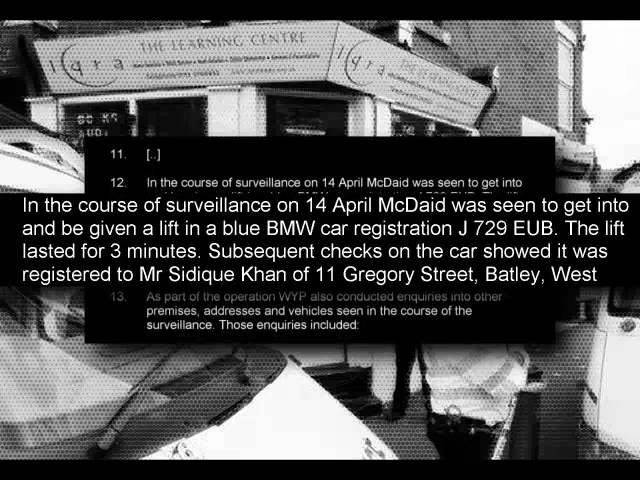 THE LEARNING CENTRE
Iqra
Iqra
11. [..]
12. In the course of surveillance on 14 April McDaid was seen to get into
In the course of surveillance on 14 April McDaid was seen to get into
and be given a lift in a blue BMW car registration J 729 EUB. The lift
lasted for 3 minutes. Subsequent checks on the car showed it was
registered to Mr Sidique Khan of 11 Gregory Street, Batley, West
13. As part of the operation WYP also conducted enquiries into other
premises, addresses and vehicles seen in the course of the
surveillance. Those enquiries included: